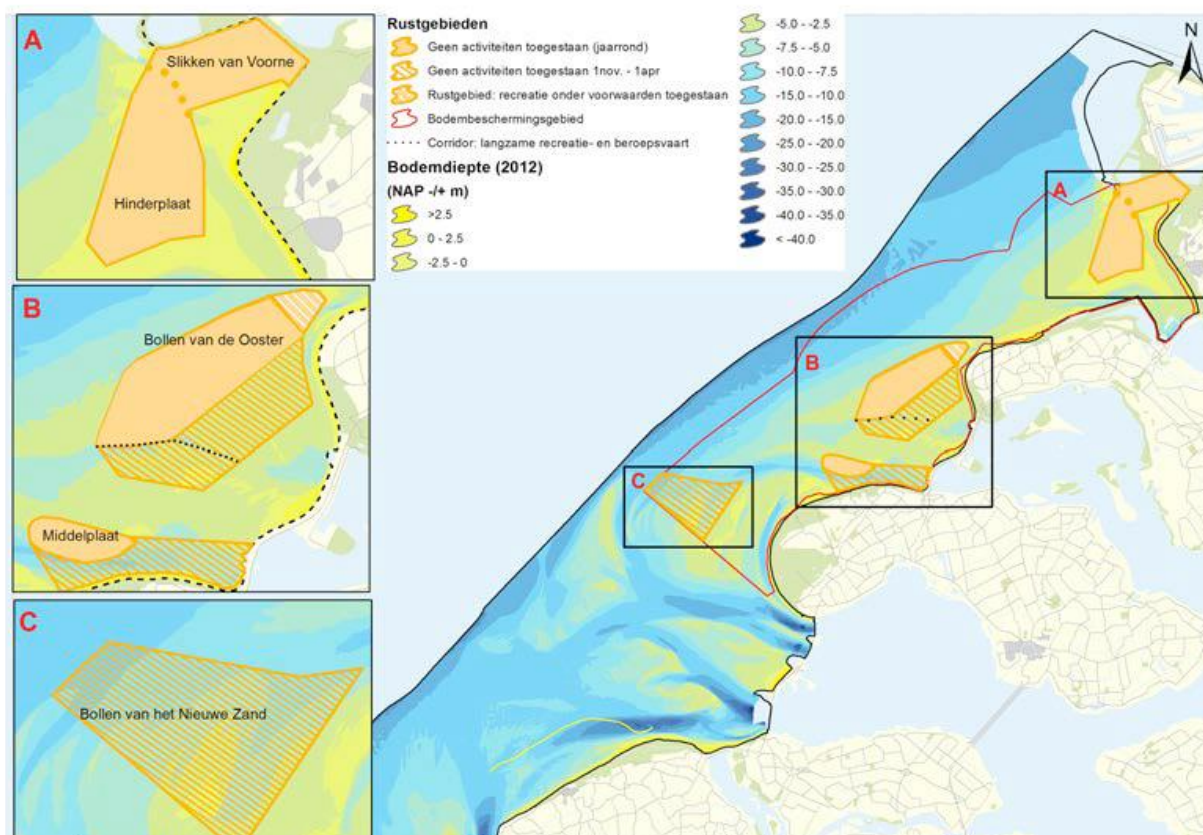 A
Slikken van Voorne
Hinderplaat
B
Bollen van de Ooster
Middelplaat
C
Bollen van het Nieuwe Zand
Rustgebieden
Geen activiteiten toegestaan (jaarrond)
Geen activiteiten toegestaan 1nov. - 1apr
Rustgebied: recreatie onder voorwaarden toegestaan
Bodembeschermingsgebied
Corridor: langzame recreatie- en beroepsvaart
Bodemdiepte (2012)
(NAP -/+ m)
>2.5
0 - 2.5
-2.5 - 0
-5.0 - -2.5
-7.5 - -5.0
-10.0 - -7.5
-15.0 - -10.0
-20.0 - -15.0
-25.0 - -20.0
-30.0 - -25.0
-35.0 - -30.0
-40.0 - -35.0
< -40.0
N
A
B
C